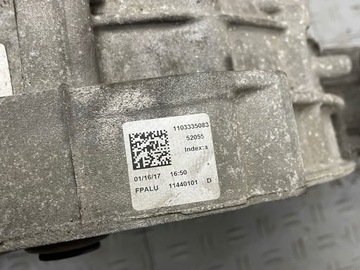 1103335083
52055
Index:a
01/16/17 16:50
FPALU 11440101 D